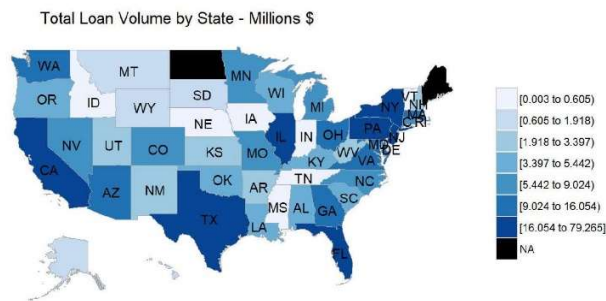 Total Loan Volume by State - Millions $
WA
MT
MN
VT
NH
OR
ID
SD
WI
MI
NY
MA
WY
RI
IA
PA
NE
NJ
OH
MD
IL
IN
DE
NV
UT
CO
KS
MO
WV
VA
KY
CA
NC
OK
TN
AZ
NM
AR
SC
MS
AL
GA
TX
LA
FL
[0.003 to 0.605)
[0.605 to 1.918)
[1.918 to 3.397)
[3.397 to 5.442)
[5.442 to 9.024)
[9.024 to 16.054)
[16.054 to 79.265]
NA